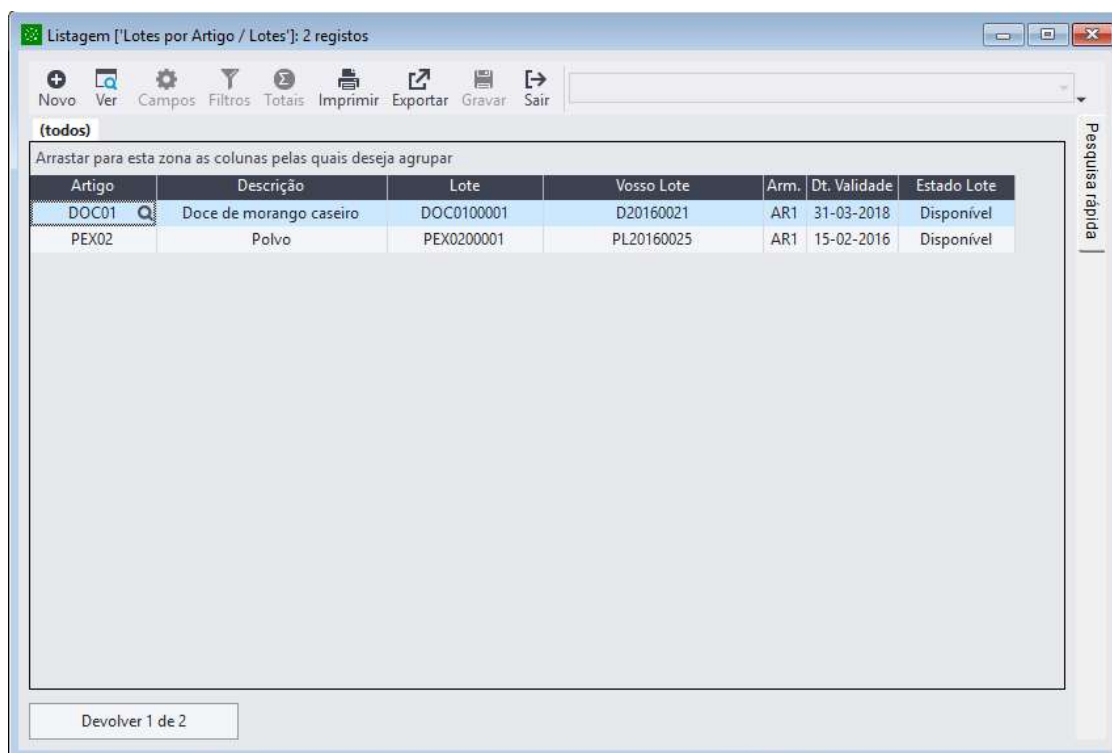 Listagem ['Lotes por Artigo / Lotes']: 2 registos
Novo Ver Campos Filtros Totais Imprimir Exportar Gravar Sair
(todos)
Arrastar para esta zona as colunas pelas quais deseja agrupar
Artigo Descrição Lote Vosso Lote Arm. Dt. Validade Estado Lote
DOC01 Doce de morango caseiro DOC0100001 D20160021 AR1 31-03-2018 Disponível
PEX02 Polvo PEX0200001 PL20160025 AR1 15-02-2016 Disponível
Pesquisa rápida
Devolver 1 de 2